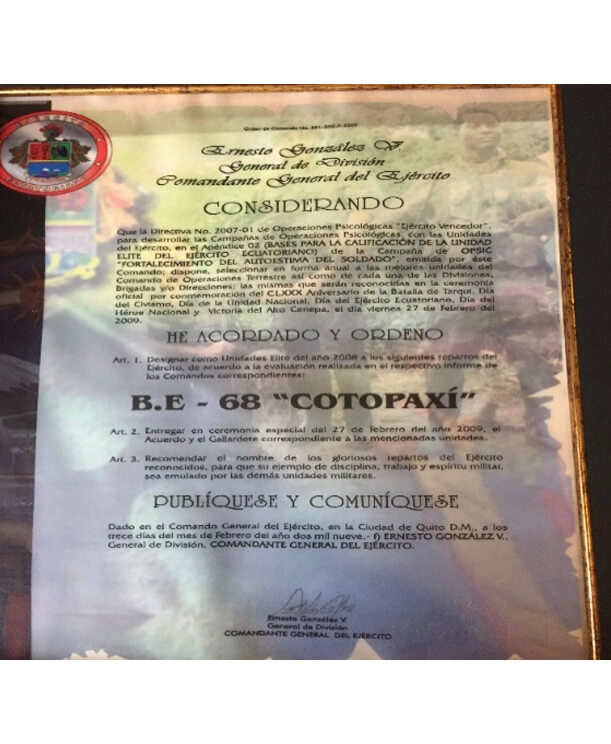 Orden de Comando No. 001-
Ernesto González V.
General de División
Comandante General del Ejército
CONSIDERANDO
Que la Directiva No. 2007-01 de Operaciones Psicológicas "Ejército Vencedor",
para desarrollar las Campañas de Operaciones Psicológicas, con las Unidades
del Ejército, en el Apéndice 02 (BASES PARA LA CALIFICACIÓN DE LA UNIDAD
ELITE DEL EJÉRCITO ECUATORIANO) de la Campaña de OPSIC
"FORTALECIMIENTO DEL AUTOESTIMA DEL SOLDADO", emitida por éste
Comando; dispone, seleccionar en forma anual a las mejores unidades del
Comando de Operaciones Terrestre así como de cada una de las Divisiones,
Brigadas y/o Direcciones; las mismas que serán reconocidas en la ceremonia
oficial por conmemoración del CLXXX Aniversario de la Batalla de Tarqui, Día
del Civismo, Día de la Unidad Nacional, Día del Ejército Ecuatoriano, Día del
Héroe Nacional y Victoria del Alto Cenepa, el día viernes 27 de febrero del
2009.
HE ACORDADO Y ORDENO
Art. 1. Designar como Unidades Elite del año 2008 a los siguientes repartos del
Ejército, de acuerdo a la evaluación realizada en el respectivo informe de
los Comandos correspondientes:
B.E - 68 "COTOPAXÍ"
Art. 2. Entregar en ceremonia especial del 27 de febrero del año 2009, el
Acuerdo y el Gallardete correspondiente a las mencionadas unidades.
Art. 3. Recomendar el nombre de los gloriosos repartos del Ejército
reconocidos, para que su ejemplo de disciplina, trabajo y espíritu militar,
sea emulado por las demás unidades militares.
PUBLÍQUESE Y COMUNÍQUESE
Dado en el Comando General del Ejército, en la Ciudad de Quito D.M., a los
trece días del mes de Febrero del año dos mil nueve.- f) ERNESTO GONZÁLEZ V.,
General de División, COMANDANTE GENERAL DEL EJÉRCITO.
Ernesto González V.
General de División
COMANDANTE GENERAL DEL EJÉRCITO